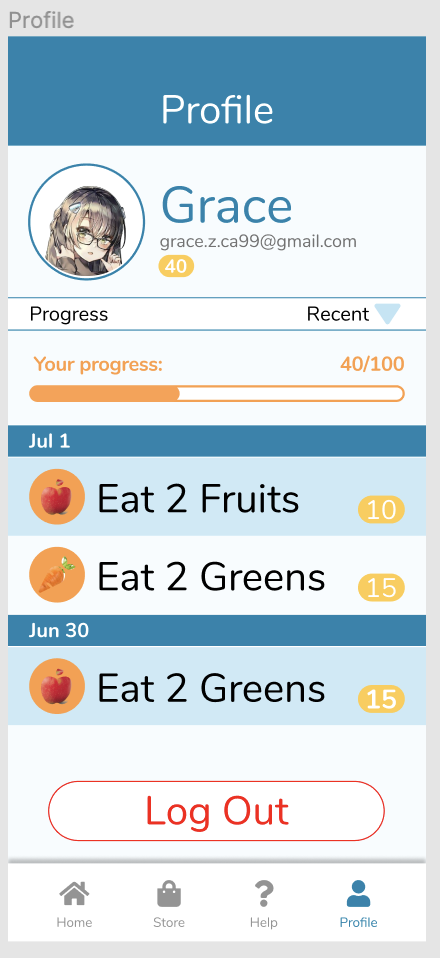 Profile
Profile
Grace
grace.z.ca99@gmail.com
40
Progress Recent
Your progress: 40/100
Jul 1
Eat 2 Fruits 10
Eat 2 Greens 15
Jun 30
Eat 2 Greens 15
Log Out
Home Store Help Profile